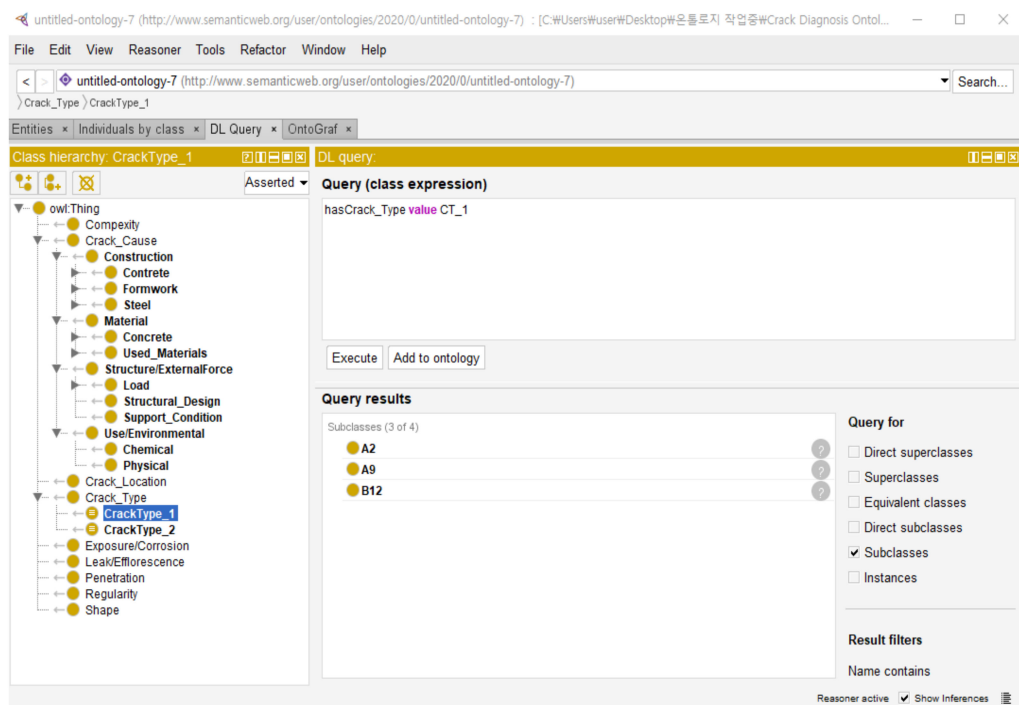 untitled-ontology-7 (http://www.semanticweb.org/user/ontologies/2020/0/untitled-ontology-7) : [C:₩Users₩user₩Desktop₩온톨로지 작업중₩Crack Diagnosis Ontol...
File Edit View Reasoner Tools Refactor Window Help
< > untitled-ontology-7 (http://www.semanticweb.org/user/ontologies/2020/0/untitled-ontology-7) Search...
Crack_Type CrackType_1
Entities × Individuals by class × DL Query × OntoGraf ×
Class hierarchy: CrackType_1
Asserted
owl:Thing
Compexity
Crack_Cause
Construction
Contrete
Formwork
Steel
Material
Concrete
Used_Materials
Structure/ExternalForce
Load
Structural_Design
Support_Condition
Use/Environmental
Chemical
Physical
Crack_Location
Crack_Type
CrackType_1
CrackType_2
Exposure/Corrosion
Leak/Efflorescence
Penetration
Regularity
Shape
DL query:
Query (class expression)
hasCrack_Type value CT_1
Execute Add to ontology
Query results
Subclasses (3 of 4)
A2 ?
A9 ?
B12 ?
Query for
Direct superclasses
Superclasses
Equivalent classes
Direct subclasses
Subclasses
Instances
Result filters
Name contains
Reasoner active Show Inferences